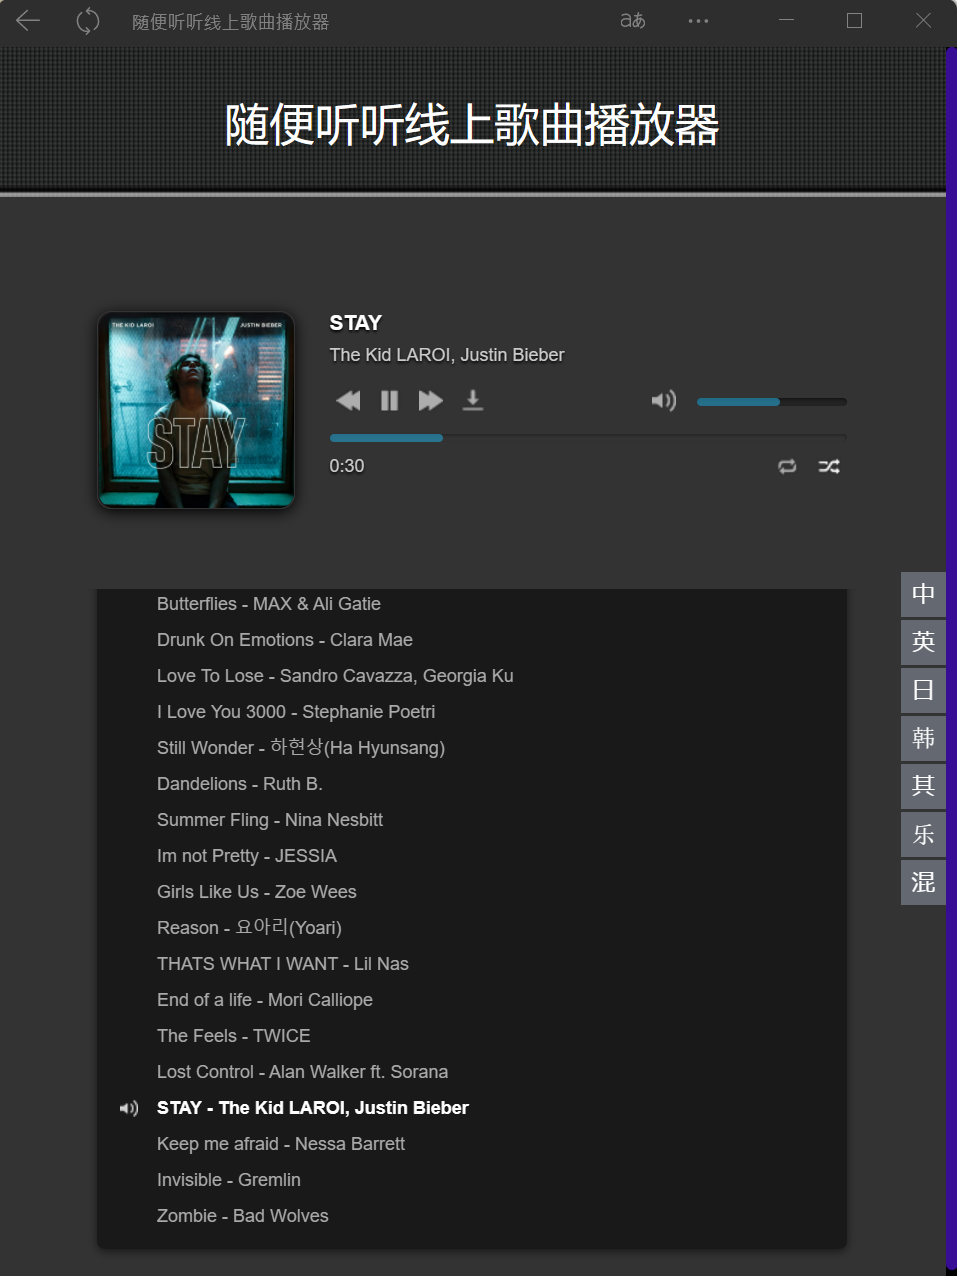 随便听听线上歌曲播放器
aあ
随便听听线上歌曲播放器
THE KID LAROI
JUSTIN BIEBER
STAY
STAY
The Kid LAROI, Justin Bieber
0:30
Butterflies - MAX & Ali Gatie
Drunk On Emotions - Clara Mae
Love To Lose - Sandro Cavazza, Georgia Ku
I Love You 3000 - Stephanie Poetri
Still Wonder - 하현상(Ha Hyunsang)
Dandelions - Ruth B.
Summer Fling - Nina Nesbitt
Im not Pretty - JESSIA
Girls Like Us - Zoe Wees
Reason - 요아리(Yoari)
THATS WHAT I WANT - Lil Nas
End of a life - Mori Calliope
The Feels - TWICE
Lost Control - Alan Walker ft. Sorana
STAY - The Kid LAROI, Justin Bieber
Keep me afraid - Nessa Barrett
Invisible - Gremlin
Zombie - Bad Wolves
中
英
日
韩
其
乐
混